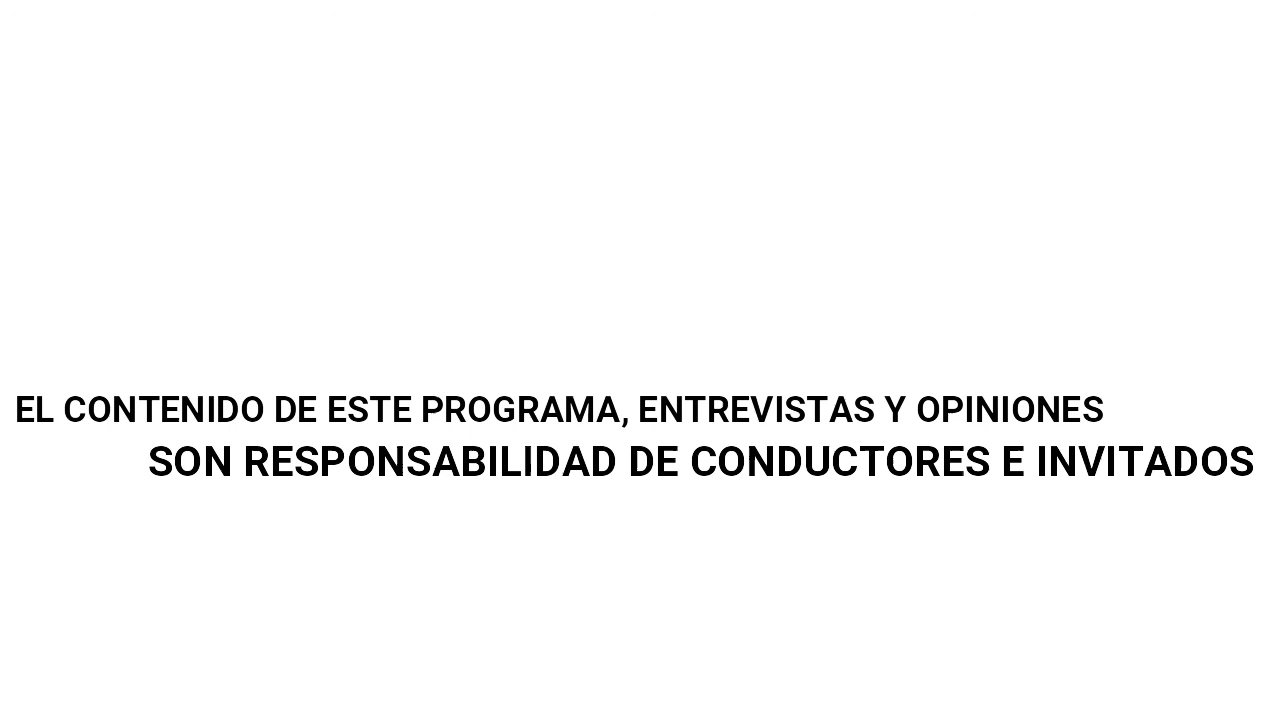 EL CONTENIDO DE ESTE PROGRAMA, ENTREVISTAS Y OPINIONES
SON RESPONSABILIDAD DE CONDUCTORES E INVITADOS